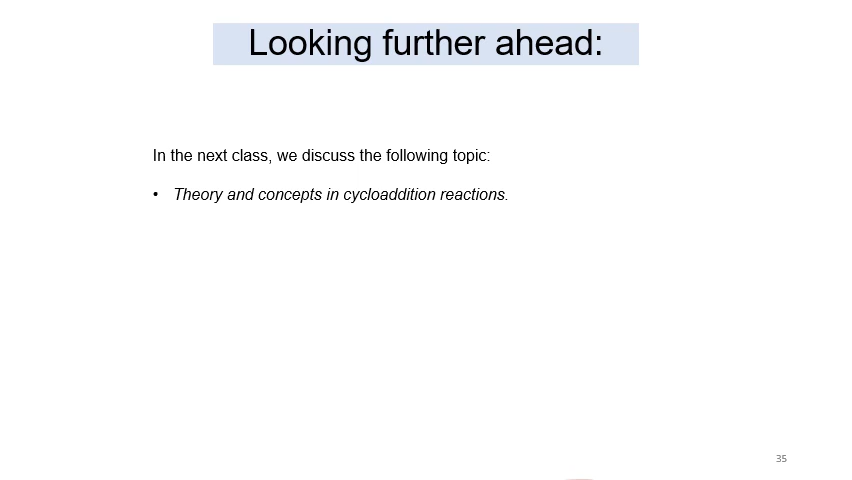 Looking further ahead:
In the next class, we discuss the following topic:
• Theory and concepts in cycloaddition reactions.
35